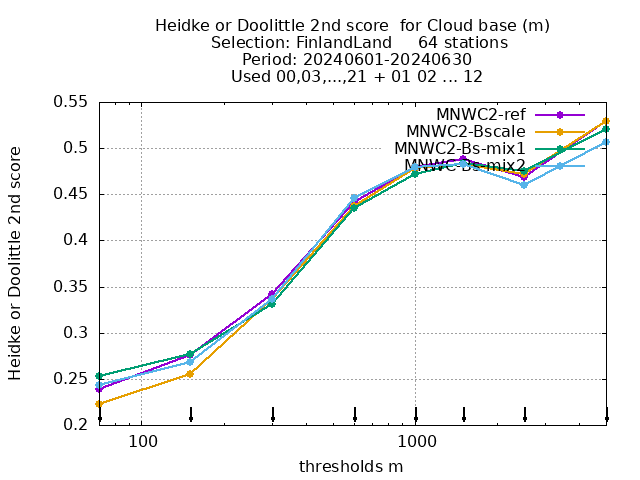 Heidke or Doolittle 2nd score  for Cloud base (m)
Selection: FinlandLand     64 stations
Period: 20240601-20240630
Used 00,03,...,21 + 01 02 ... 12
Heidke or Doolittle 2nd score
0.55
0.5
0.45
0.4
0.35
0.3
0.25
0.2
MNWC2-ref
MNWC2-Bscale
MNWC2-Bs-mix1
MNWC-Bs-mix2
100
1000
thresholds m